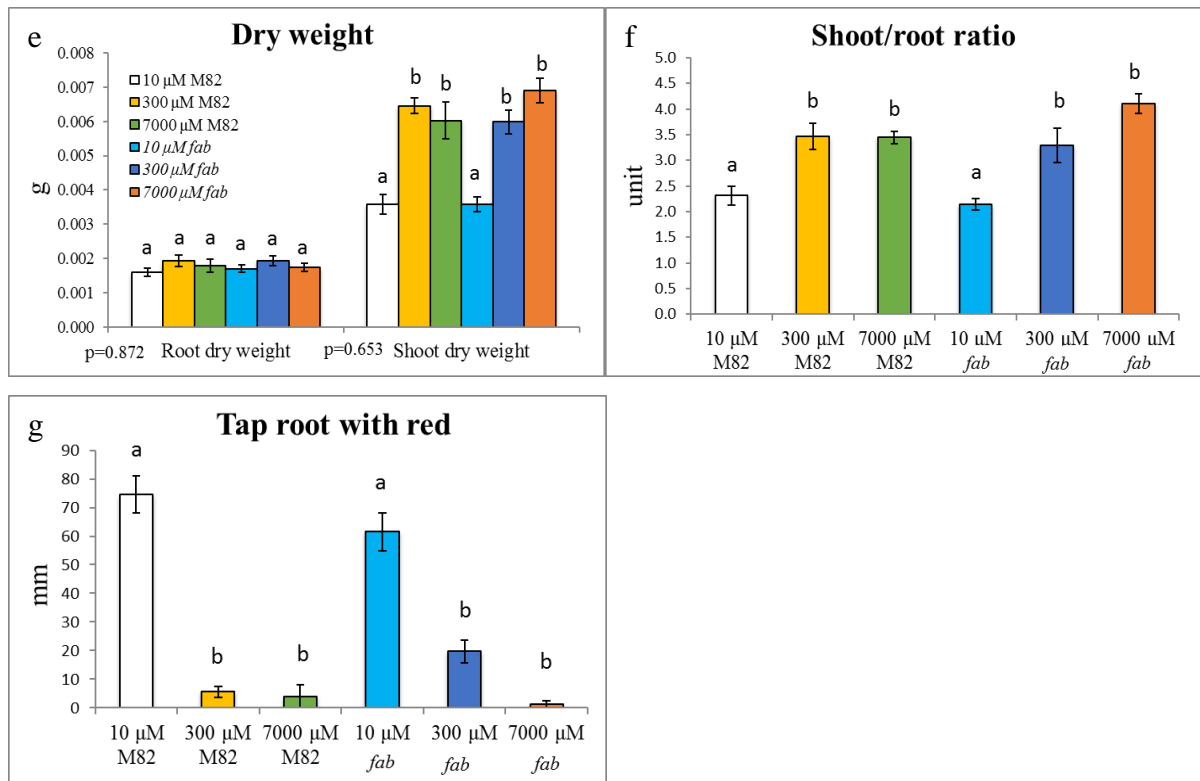 e
Dry weight
0.008
0.007
0.006
0.005
0.004
0.003
0.002
0.001
0.000
g
10 μM M82
300 μM M82
7000 μM M82
10 μM fab
300 μM fab
7000 μM fab
a a a a a a
a b b a b b
p=0.872 Root dry weight p=0.653 Shoot dry weight
f
Shoot/root ratio
5.0
4.5
4.0
3.5
3.0
2.5
2.0
1.5
1.0
0.5
0.0
unit
a b b a b b
10 μM 300 μM 7000 μM 10 μM 300 μM 7000 μM
M82 M82 M82 fab fab fab
g
Tap root with red
90
80
70
60
50
40
30
20
10
0
mm
a b b a b b
10 μM 300 μM 7000 μM 10 μM 300 μM 7000 μM
M82 M82 M82 fab fab fab